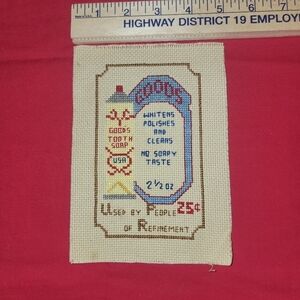 1 2 3 4 5 6 7
HIGHWAY DISTRICT 19 EMPLOY
GOODS
WHITENS
POLISHES
AND
CLEANS
NO SOAPY
TASTE
2 1/2 OZ
GOODS
TOOTH
SOAP
USA
25¢
USED BY PEOPLE
OF REFINEMENT